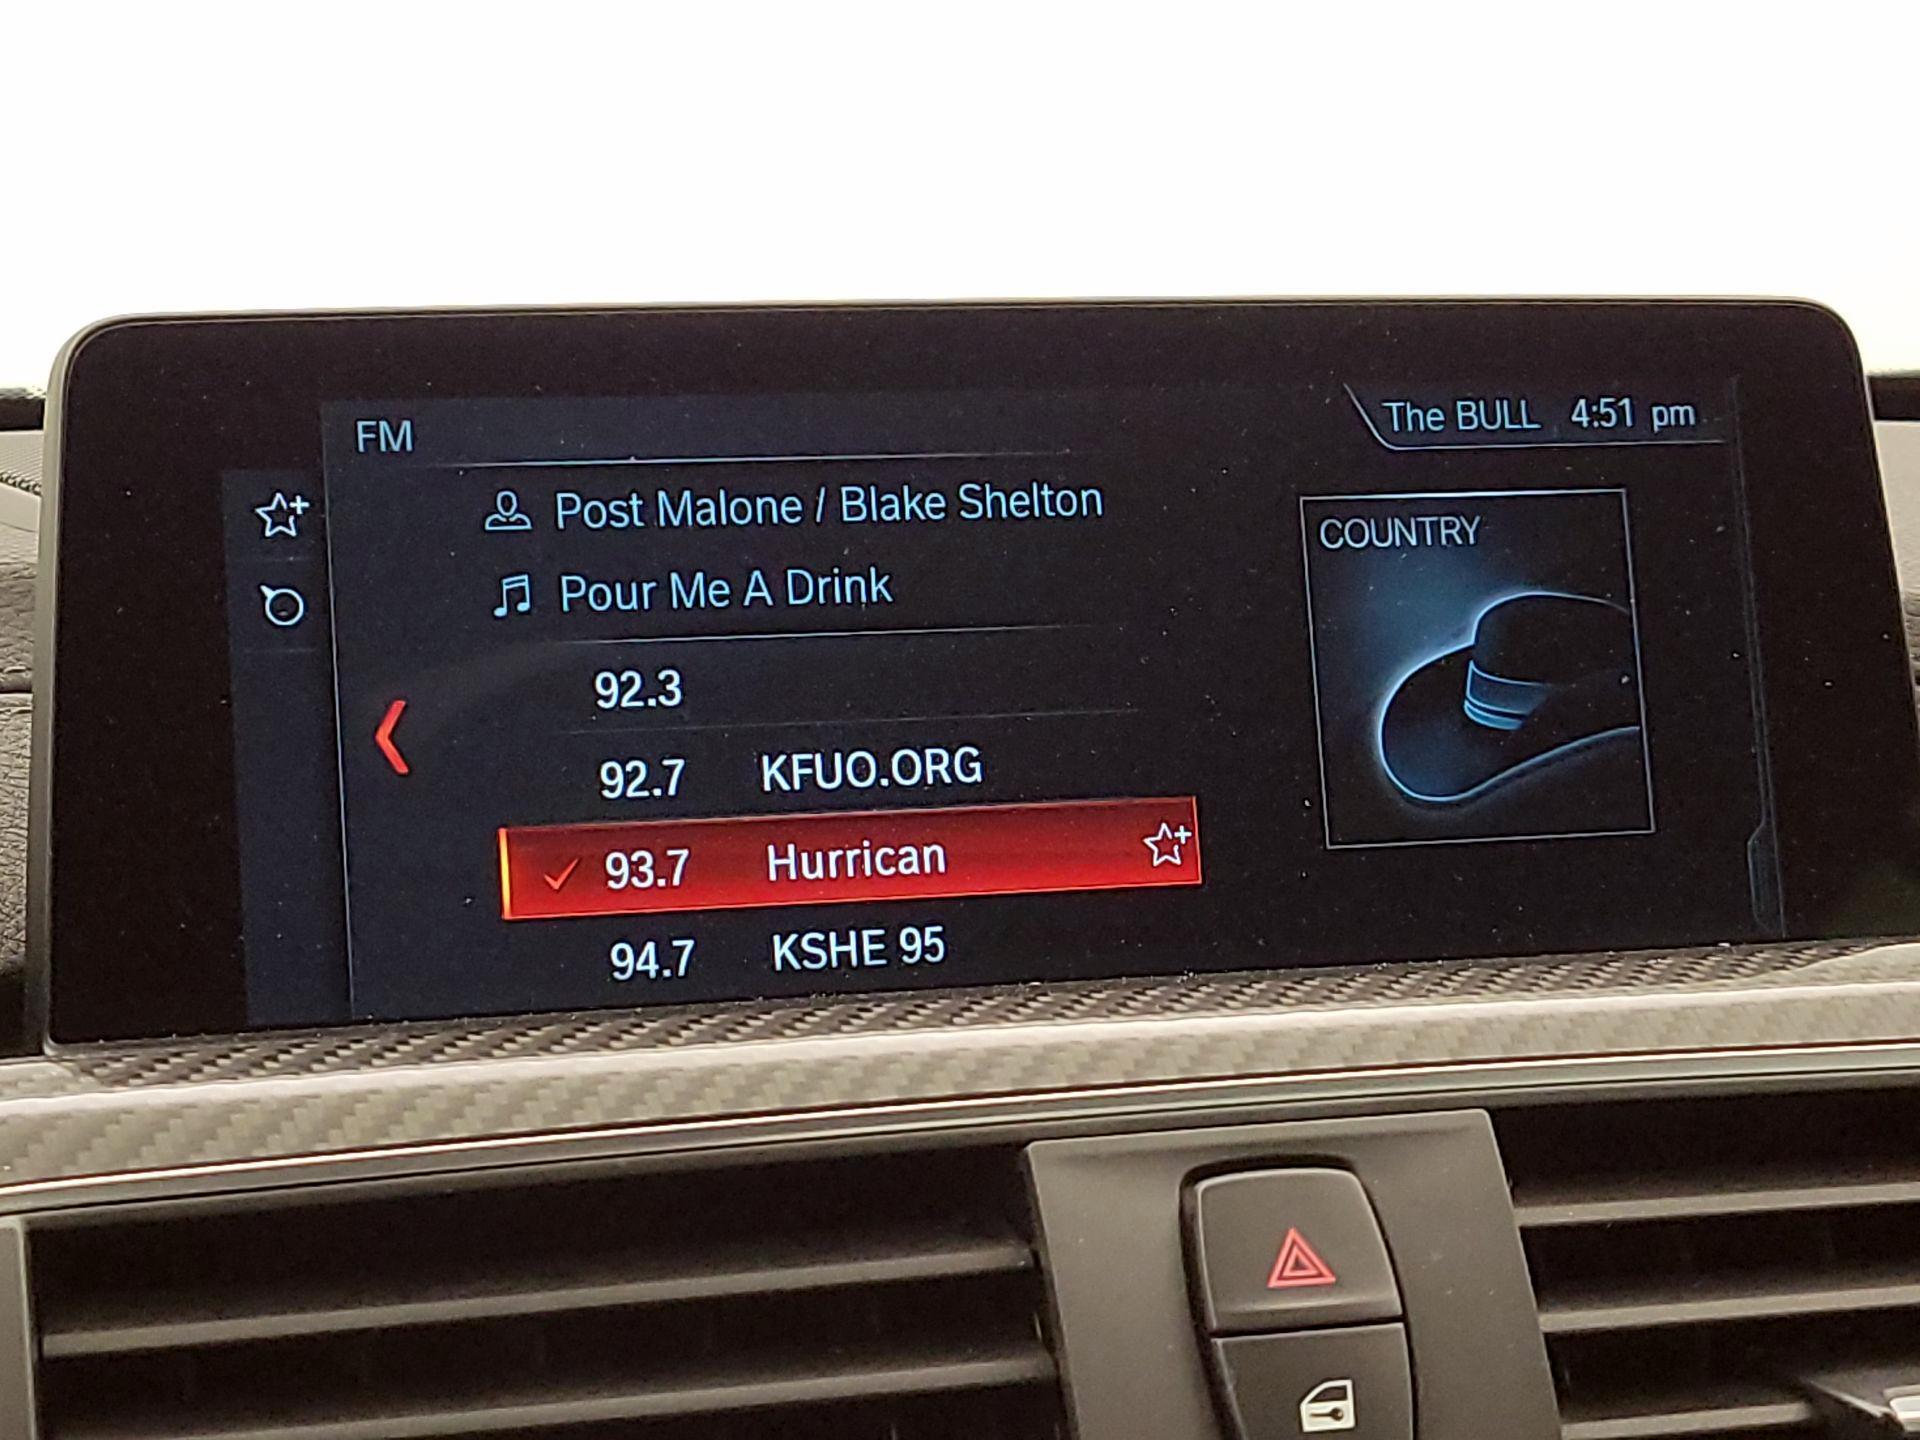 FM
The BULL 4:51 pm
Post Malone / Blake Shelton
Pour Me A Drink
COUNTRY
92.3
92.7 KFUO.ORG
93.7 Hurrican
94.7 KSHE 95